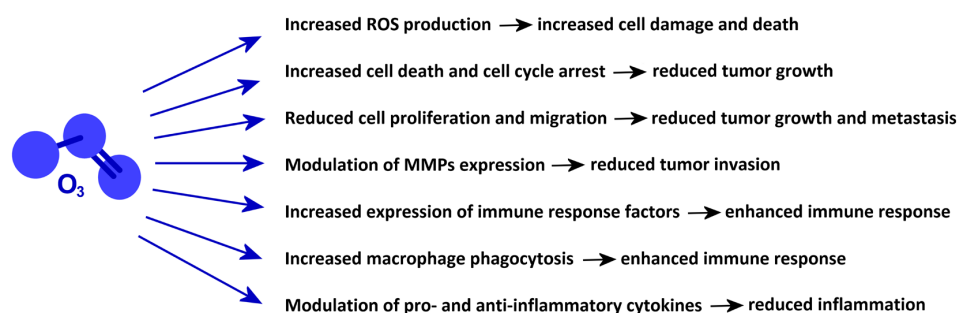 Increased ROS production → increased cell damage and death
Increased cell death and cell cycle arrest → reduced tumor growth
Reduced cell proliferation and migration → reduced tumor growth and metastasis
Modulation of MMPs expression → reduced tumor invasion
O₃
Increased expression of immune response factors → enhanced immune response
Increased macrophage phagocytosis → enhanced immune response
Modulation of pro- and anti-inflammatory cytokines → reduced inflammation